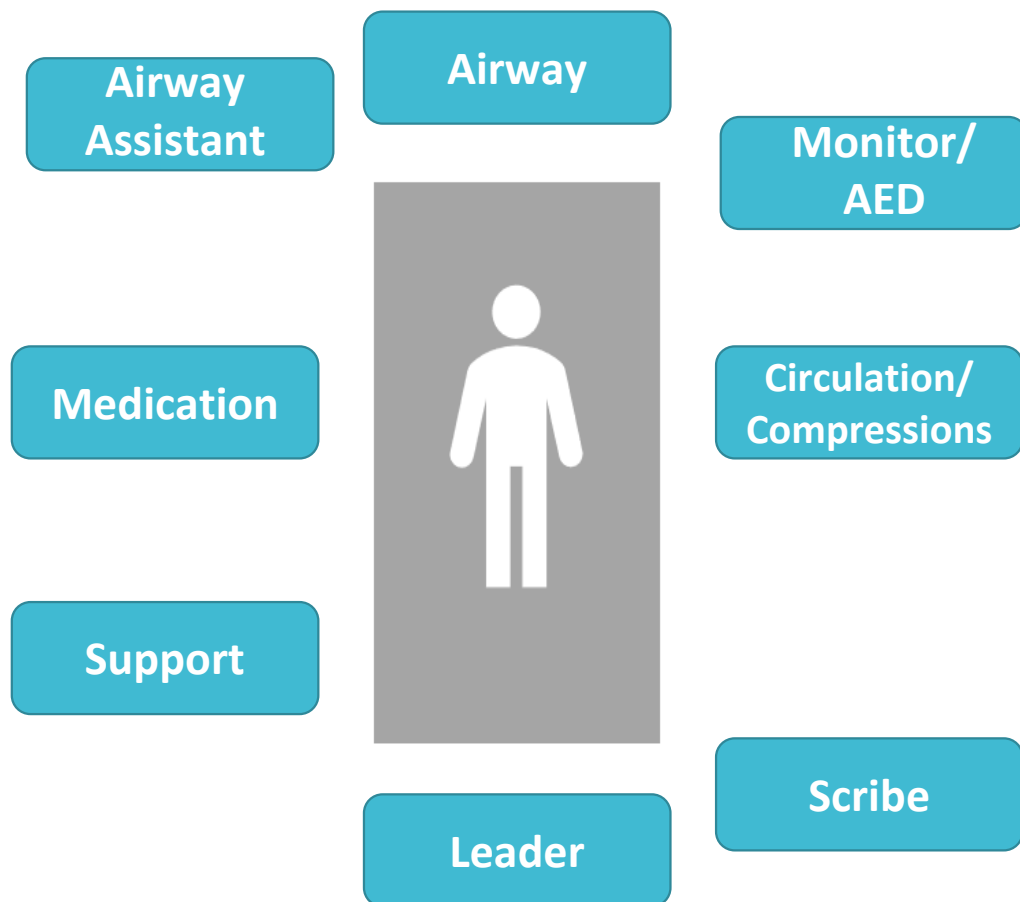 Airway
Assistant
Airway
Monitor/
AED
Medication
Circulation/
Compressions
Support
Scribe
Leader